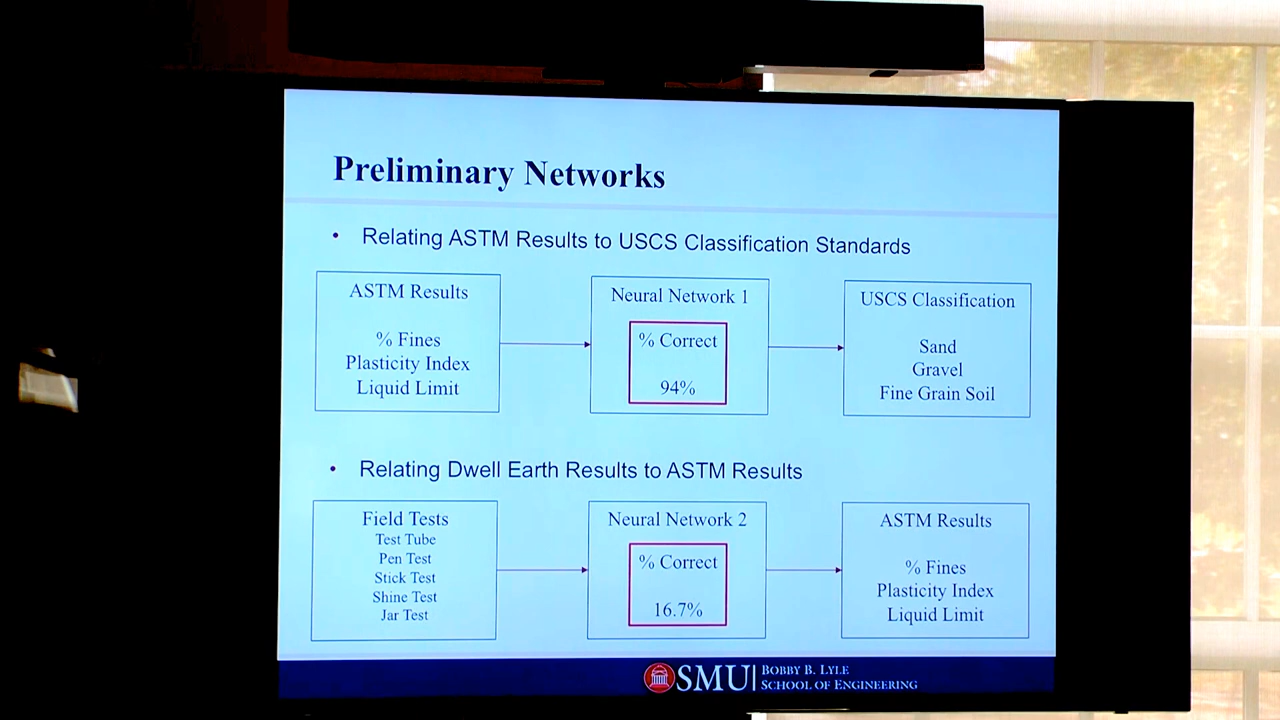 Preliminary Networks
• Relating ASTM Results to USCS Classification Standards
ASTM Results
% Fines
Plasticity Index
Liquid Limit
Neural Network 1
% Correct
94%
USCS Classification
Sand
Gravel
Fine Grain Soil
• Relating Dwell Earth Results to ASTM Results
Field Tests
Test Tube
Pen Test
Stick Test
Shine Test
Jar Test
Neural Network 2
% Correct
16.7%
ASTM Results
% Fines
Plasticity Index
Liquid Limit
SMU
BOBBY B. LYLE
SCHOOL OF ENGINEERING